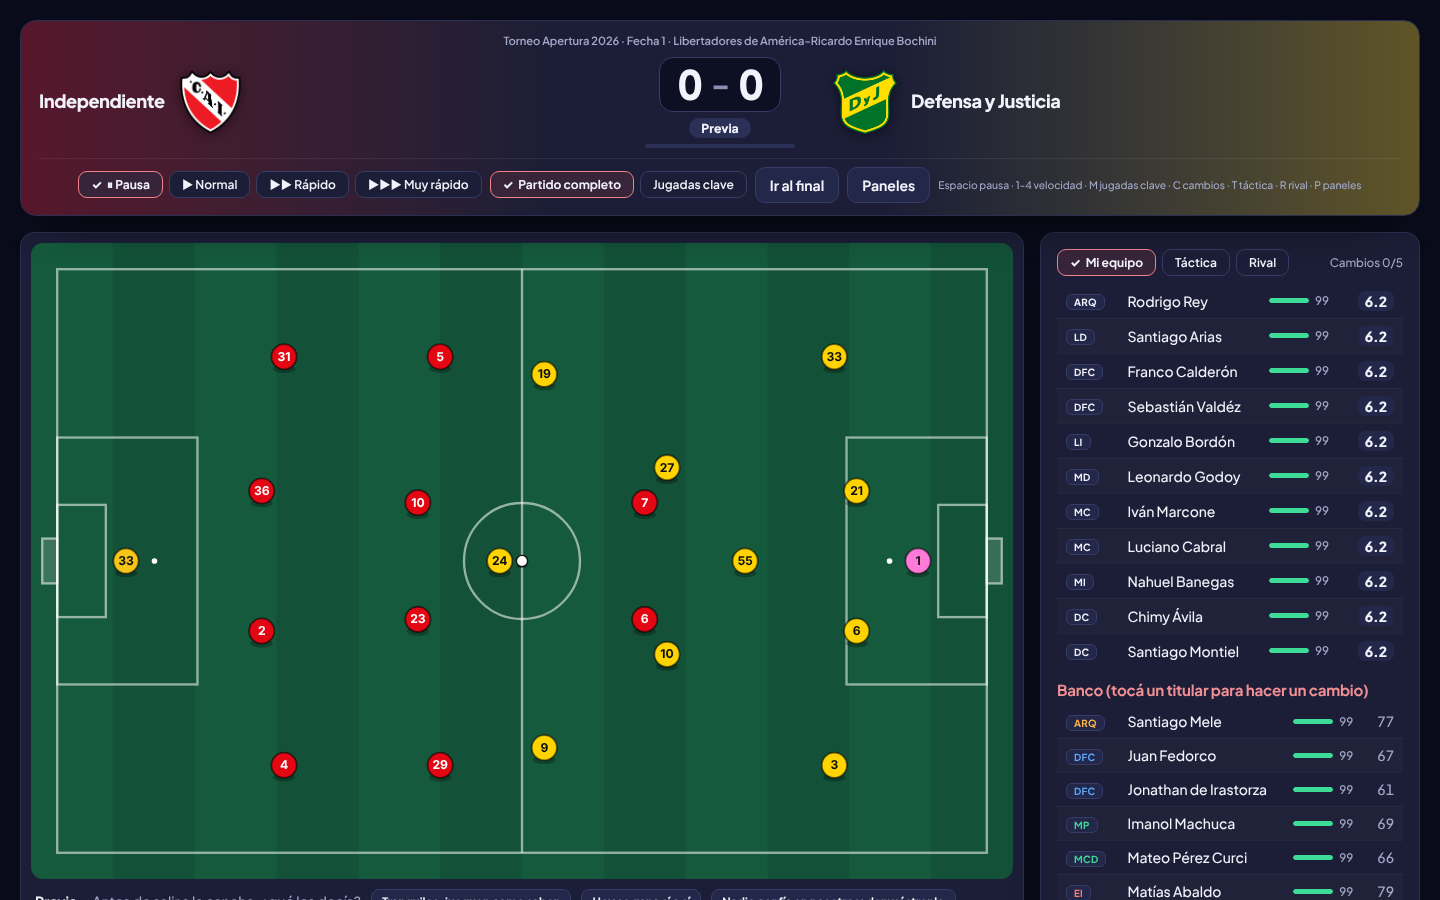 Torneo Apertura 2026 · Fecha 1 · Libertadores de América-Ricardo Enrique Bochini
Independiente
C.A.I.
0 - 0
DyJ
Defensa y Justicia
Previa
✓ ⏸ Pausa
▶ Normal
▶▶ Rápido
▶▶▶ Muy rápido
✓ Partido completo
Jugadas clave
Ir al final
Paneles
Espacio pausa · 1-4 velocidad · M jugadas clave · C cambios · T táctica · R rival · P paneles
31
5
19
33
27
36
10
7
21
33
24
55
1
2
23
6
6
10
9
4
29
3
✓ Mi equipo
Táctica
Rival
Cambios 0/5
ARQ Rodrigo Rey 99 6.2
LD Santiago Arias 99 6.2
DFC Franco Calderón 99 6.2
DFC Sebastián Valdéz 99 6.2
LI Gonzalo Bordón 99 6.2
MD Leonardo Godoy 99 6.2
MC Iván Marcone 99 6.2
MC Luciano Cabral 99 6.2
MI Nahuel Banegas 99 6.2
DC Chimy Ávila 99 6.2
DC Santiago Montiel 99 6.2
Banco (tocá un titular para hacer un cambio)
ARQ Santiago Mele 99 77
DFC Juan Fedorco 99 67
DFC Jonathan de Irastorza 99 61
MP Imanol Machuca 99 69
MCD Mateo Pérez Curci 99 66
EI Matías Abaldo 99 79